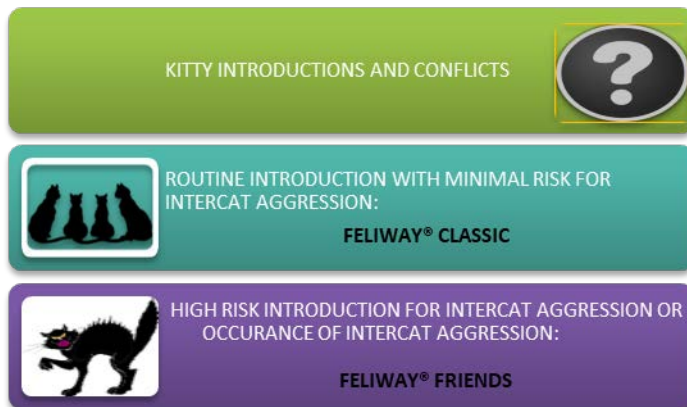 KITTY INTRODUCTIONS AND CONFLICTS
?
ROUTINE INTRODUCTION WITH MINIMAL RISK FOR
INTERCAT AGGRESSION:
FELIWAY® CLASSIC
HIGH RISK INTRODUCTION FOR INTERCAT AGGRESSION OR
OCCURANCE OF INTERCAT AGGRESSION:
FELIWAY® FRIENDS